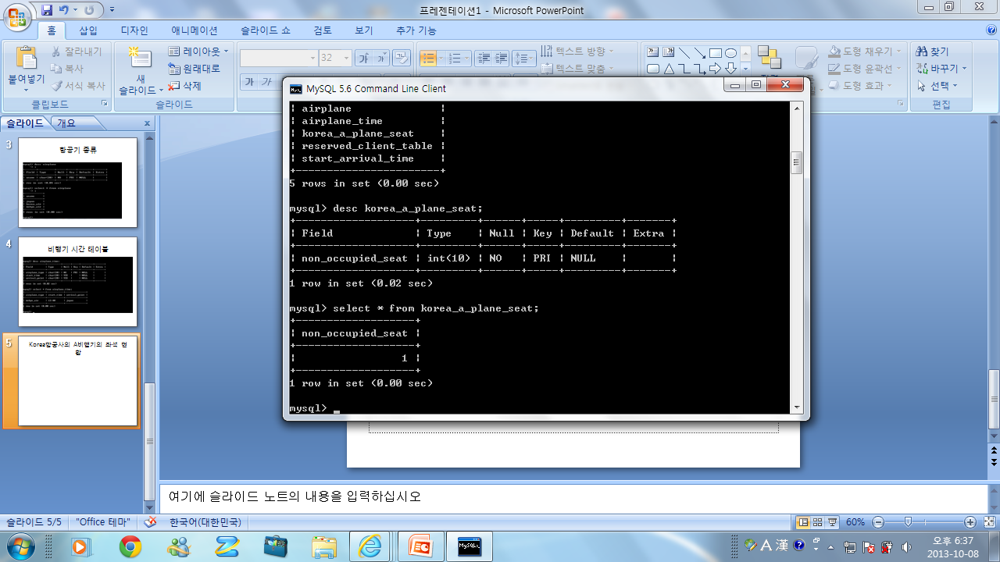 프레젠테이션1 - Microsoft PowerPoint
홈 삽입 디자인 애니메이션 슬라이드 쇼 검토 보기 추가 기능
붙여넣기
잘라내기
복사
서식 복사
클립보드
새 슬라이드
레이아웃
원래대로
삭제
슬라이드
32
가 가
텍스트 방향
텍스트 맞춤
도형 채우기
찾기
바꾸기
선택
편집
슬라이드 개요
3
항공기 종류
4
비행기 시간 테이블
5
Korea항공사의 A비행기의 좌석 현
황
MySQL 5.6 Command Line Client
| airplane |
| airplane_time |
| korea_a_plane_seat |
| reserved_client_table |
| start_arrival_time |
5 rows in set (0.00 sec)
mysql> desc korea_a_plane_seat;
| Field | Type | Null | Key | Default | Extra |
| non_occupied_seat | int(10) | NO | PRI | NULL | |
1 row in set (0.00 sec)
mysql> select * from korea_a_plane_seat;
| non_occupied_seat |
| 1 |
1 row in set (0.00 sec)
mysql> _
여기에 슬라이드 노트의 내용을 입력하십시오
슬라이드 5/5 "Office 테마" 한국어(대한민국) 60%
MySQL
A 漢
오후 6:37
2013-10-08